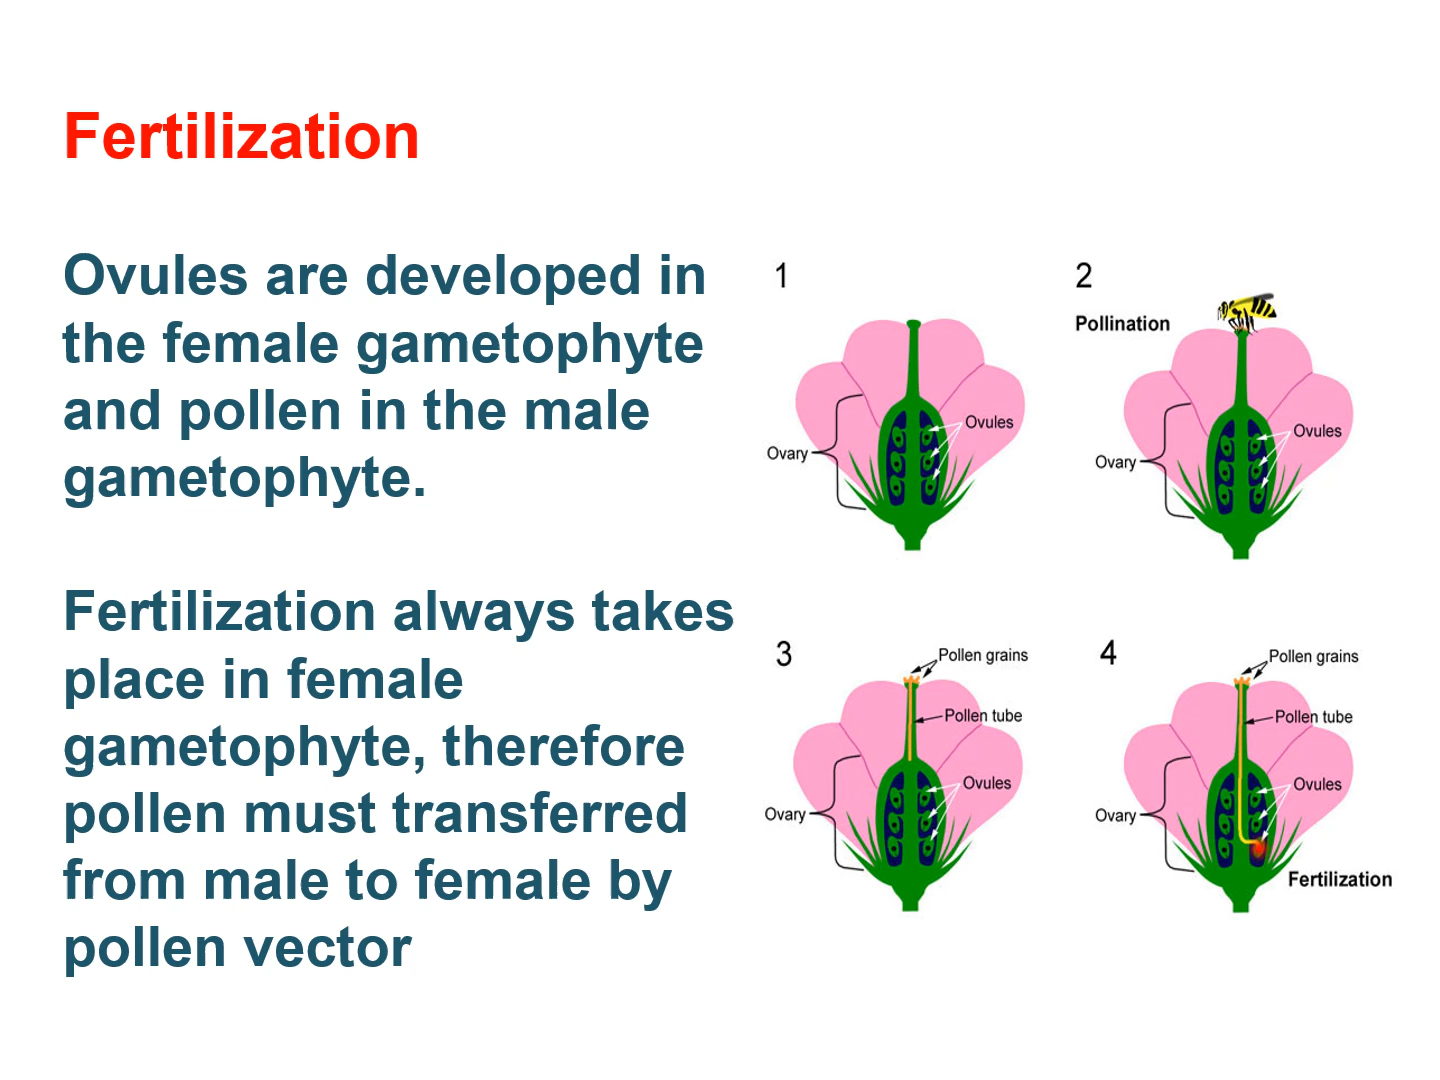 Fertilization
Ovules are developed in
the female gametophyte
and pollen in the male
gametophyte.
Fertilization always takes
place in female
gametophyte, therefore
pollen must transferred
from male to female by
pollen vector
1
Ovules
Ovary
2
Pollination
Ovules
Ovary
3
Pollen grains
Pollen tube
Ovules
Ovary
4
Pollen grains
Pollen tube
Ovules
Ovary
Fertilization